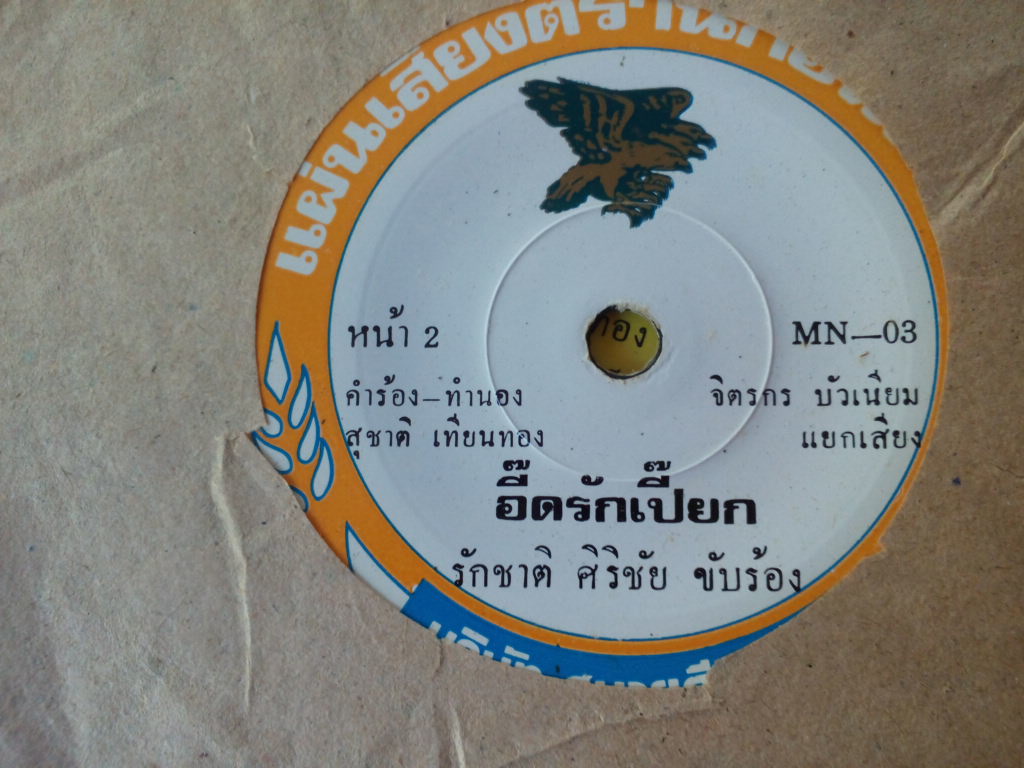 แผ่นเสียงตรานก
หน้า 2
MN—03
คำร้อง—ทำนอง
จิตรกร บัวเนียม
สุชาติ เทียนทอง
แยกเสียง
อี๊ดรักเปี๊ยก
รักชาติ ศิริชัย ขับร้อง